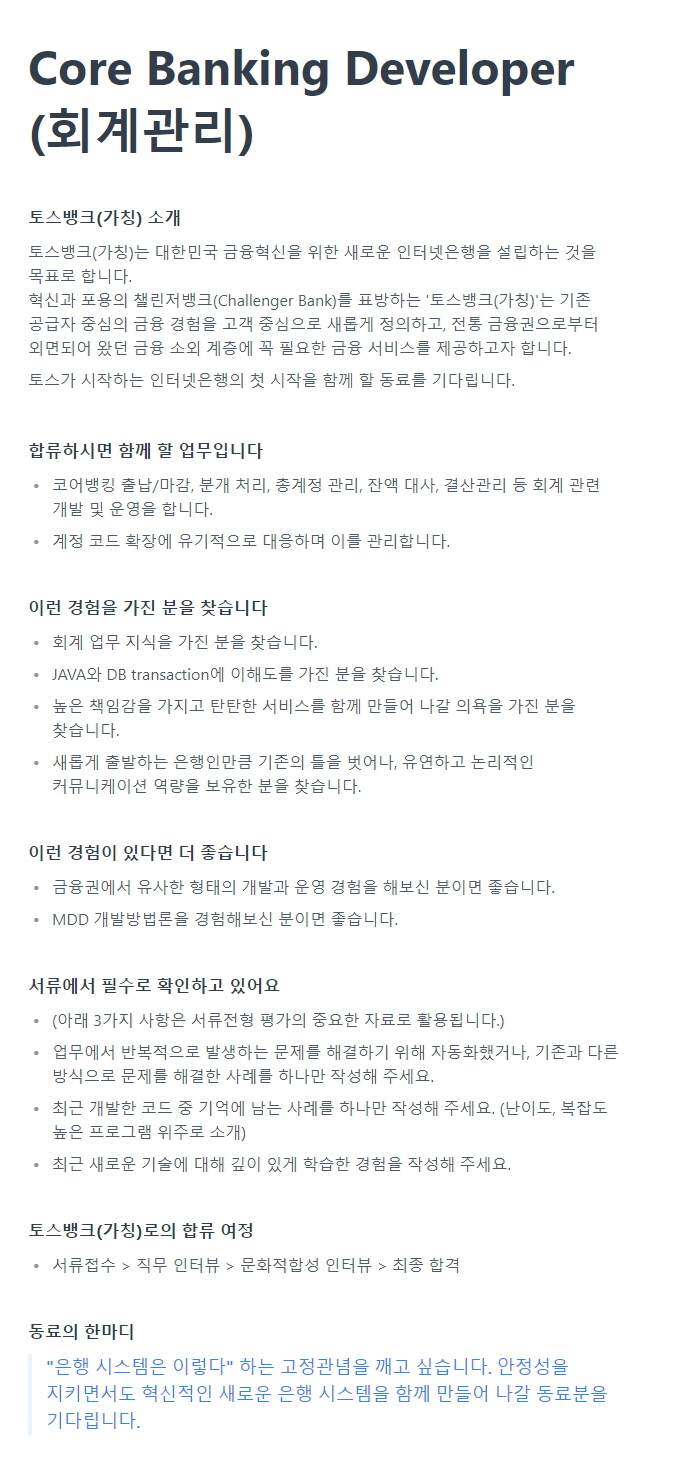 Core Banking Developer
(회계관리)
토스뱅크(가칭) 소개
토스뱅크(가칭)는 대한민국 금융혁신을 위한 새로운 인터넷은행을 설립하는 것을
목표로 합니다.
혁신과 포용의 챌린저뱅크(Challenger Bank)를 표방하는 '토스뱅크(가칭)'는 기존
공급자 중심의 금융 경험을 고객 중심으로 새롭게 정의하고, 전통 금융권으로부터
외면되어 왔던 금융 소외 계층에 꼭 필요한 금융 서비스를 제공하고자 합니다.
토스가 시작하는 인터넷은행의 첫 시작을 함께 할 동료를 기다립니다.
합류하시면 함께 할 업무입니다
• 코어뱅킹 출납/마감, 분개 처리, 총계정 관리, 잔액 대사, 결산관리 등 회계 관련
개발 및 운영을 합니다.
• 계정 코드 확장에 유기적으로 대응하며 이를 관리합니다.
이런 경험을 가진 분을 찾습니다
• 회계 업무 지식을 가진 분을 찾습니다.
• JAVA와 DB transaction에 이해도를 가진 분을 찾습니다.
• 높은 책임감을 가지고 탄탄한 서비스를 함께 만들어 나갈 의욕을 가진 분을
찾습니다.
• 새롭게 출발하는 은행인만큼 기존의 틀을 벗어나, 유연하고 논리적인
커뮤니케이션 역량을 보유한 분을 찾습니다.
이런 경험이 있다면 더 좋습니다
• 금융권에서 유사한 형태의 개발과 운영 경험을 해보신 분이면 좋습니다.
• MDD 개발방법론을 경험해보신 분이면 좋습니다.
서류에서 필수로 확인하고 있어요
• (아래 3가지 사항은 서류전형 평가의 중요한 자료로 활용됩니다.)
• 업무에서 반복적으로 발생하는 문제를 해결하기 위해 자동화했거나, 기존과 다른
방식으로 문제를 해결한 사례를 하나만 작성해 주세요.
• 최근 개발한 코드 중 기억에 남는 사례를 하나만 작성해 주세요. (난이도, 복잡도
높은 프로그램 위주로 소개)
• 최근 새로운 기술에 대해 깊이 있게 학습한 경험을 작성해 주세요.
토스뱅크(가칭)로의 합류 여정
• 서류접수 > 직무 인터뷰 > 문화적합성 인터뷰 > 최종 합격
동료의 한마디
"은행 시스템은 이렇다" 하는 고정관념을 깨고 싶습니다. 안정성을
지키면서도 혁신적인 새로운 은행 시스템을 함께 만들어 나갈 동료분을
기다립니다.